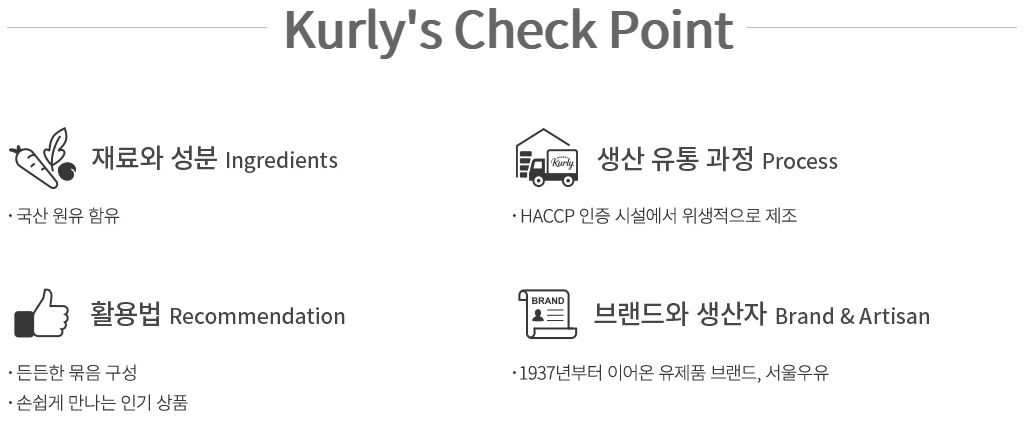 Kurly's Check Point
재료와 성분 Ingredients
· 국산 원유 함유
Kurly
생산 유통 과정 Process
· HACCP 인증 시설에서 위생적으로 제조
활용법 Recommendation
· 든든한 묶음 구성
· 손쉽게 만나는 인기 상품
BRAND
브랜드와 생산자 Brand & Artisan
· 1937년부터 이어온 유제품 브랜드, 서울우유